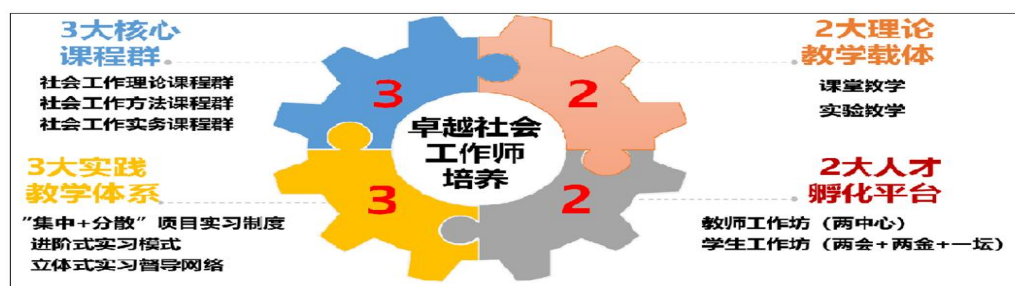 3大核心
课程群
社会工作理论课程群
社会工作方法课程群
社会工作实务课程群
3
2
2大理论
教学载体
课堂教学
实验教学
卓越社会
工作师
培养
3大实践
教学体系
"集中+分散"项目实习制度
进阶式实习模式
立体式实习督导网络
3
2
2大人才
孵化平台
教师工作坊（两中心）
学生工作坊（两会+两金+一坛）